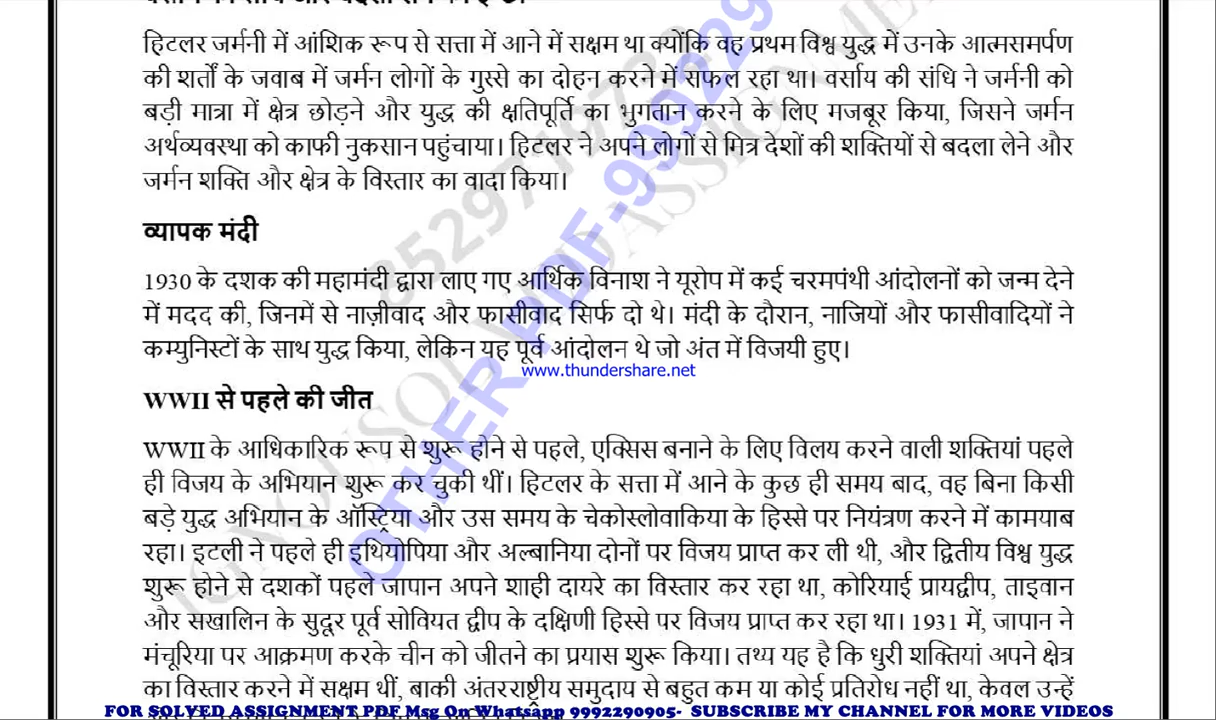 हिटलर जर्मनी में आंशिक रूप से सत्ता में आने में सक्षम था क्योंकि वह प्रथम विश्व युद्ध में उनके आत्मसमर्पण
की शर्तों के जवाब में जर्मन लोगों के गुस्से का दोहन करने में सफल रहा था। वर्साय की संधि ने जर्मनी को
बड़ी मात्रा में क्षेत्र छोड़ने और युद्ध की क्षतिपूर्ति का भुगतान करने के लिए मजबूर किया, जिसने जर्मन
अर्थव्यवस्था को काफी नुकसान पहुंचाया। हिटलर ने अपने लोगों से मित्र देशों की शक्तियों से बदला लेने और
जर्मन शक्ति और क्षेत्र के विस्तार का वादा किया।
व्यापक मंदी
1930 के दशक की महामंदी द्वारा लाए गए आर्थिक विनाश ने यूरोप में कई चरमपंथी आंदोलनों को जन्म देने
में मदद की, जिनमें से नाज़ीवाद और फासीवाद सिर्फ दो थे। मंदी के दौरान, नाजियों और फासीवादियों ने
कम्युनिस्टों के साथ युद्ध किया, लेकिन यह पूर्व आंदोलन थे जो अंत में विजयी हुए।
www.thundershare.net
WWII से पहले की जीत
WWII के आधिकारिक रूप से शुरू होने से पहले, एक्सिस बनाने के लिए विलय करने वाली शक्तियां पहले
ही विजय के अभियान शुरू कर चुकी थीं। हिटलर के सत्ता में आने के कुछ ही समय बाद, वह बिना किसी
बड़े युद्ध अभियान के ऑस्ट्रिया और उस समय के चेकोस्लोवाकिया के हिस्से पर नियंत्रण करने में कामयाब
रहा। इटली ने पहले ही इथियोपिया और अल्बानिया दोनों पर विजय प्राप्त कर ली थी, और द्वितीय विश्व युद्ध
शुरू होने से दशकों पहले जापान अपने शाही दायरे का विस्तार कर रहा था, कोरियाई प्रायद्वीप, ताइवान
और सखालिन के सुदूर पूर्व सोवियत द्वीप के दक्षिणी हिस्से पर विजय प्राप्त कर रहा था। 1931 में, जापान ने
मंचूरिया पर आक्रमण करके चीन को जीतने का प्रयास शुरू किया। तथ्य यह है कि धुरी शक्तियां अपने क्षेत्र
का विस्तार करने में सक्षम थीं, बाकी अंतरराष्ट्रीय समुदाय से बहुत कम या कोई प्रतिरोध नहीं था, केवल उन्हें
OTHER PDF-999229
FOR SOLVED ASSIGNMENT PDF Msg On Whatsapp 9992290905- SUBSCRIBE MY CHANNEL FOR MORE VIDEOS